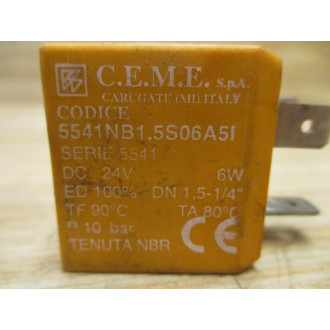 C.E.M.E. S.p.A.
CARUGATE (MI) ITALY
CODICE
5541NB1,5S06A5I
SERIE 5541
DC 24V 6W
ED 100% DN 1,5-1/4"
TF 90°C TA 80°C
P 10 bar
TENUTA NBR CE